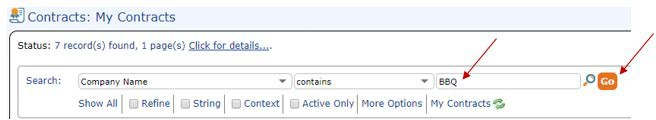 Contracts: My Contracts
Status: 7 record(s) found, 1 page(s) Click for details....
Search: Company Name contains BBQ Go
Show All Refine String Context Active Only More Options My Contracts